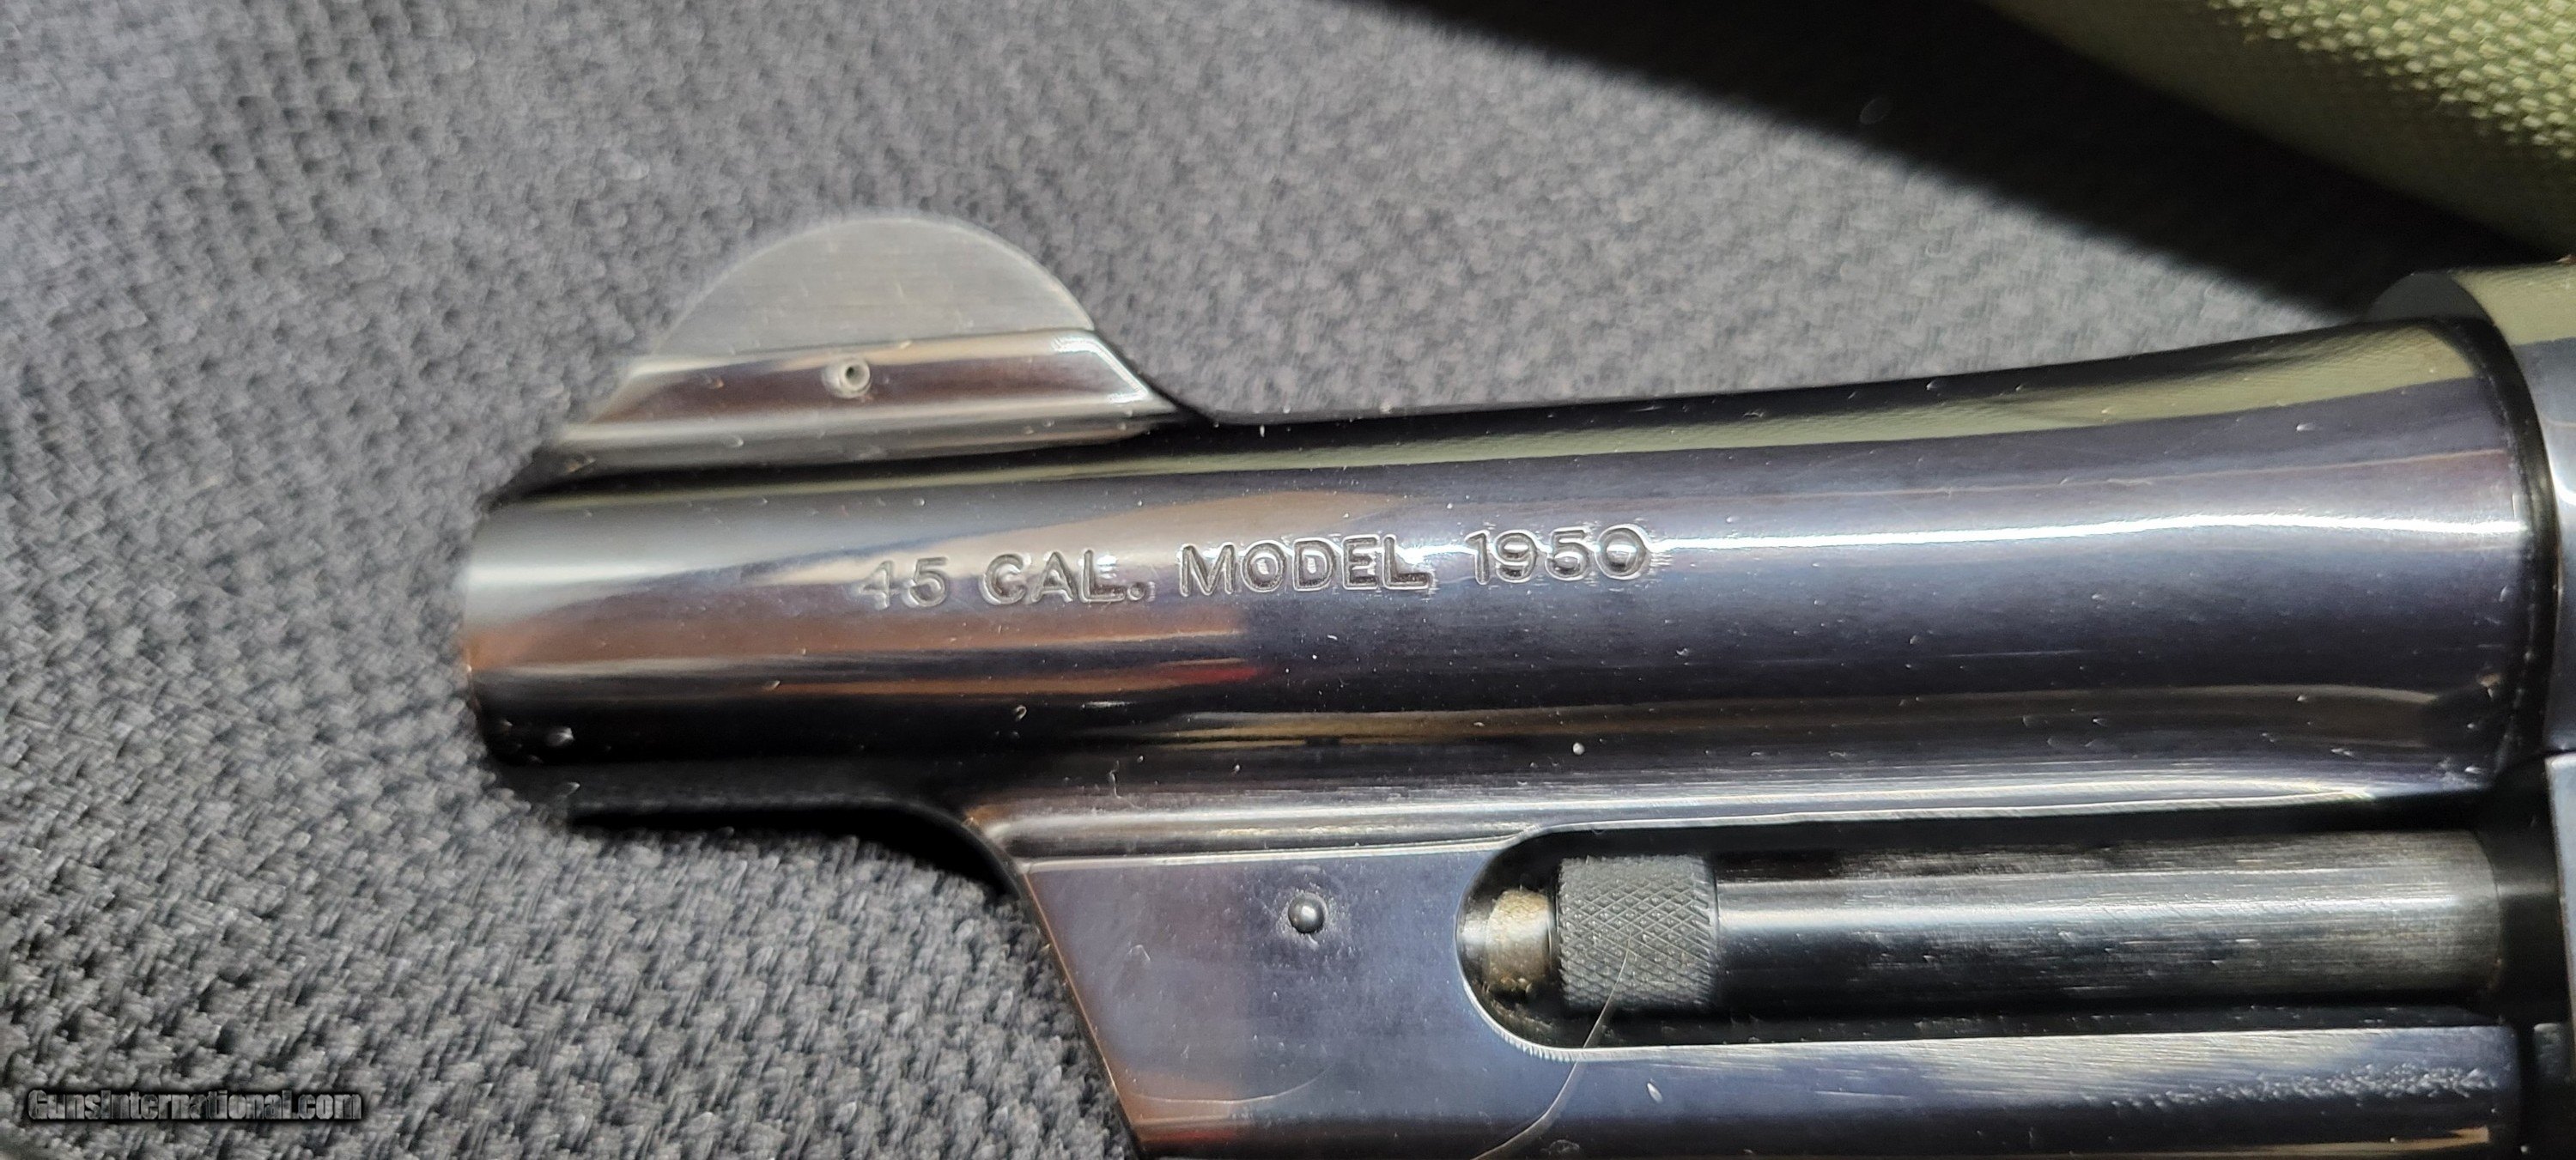 45 CAL. MODEL 1950
GunsInternational.com